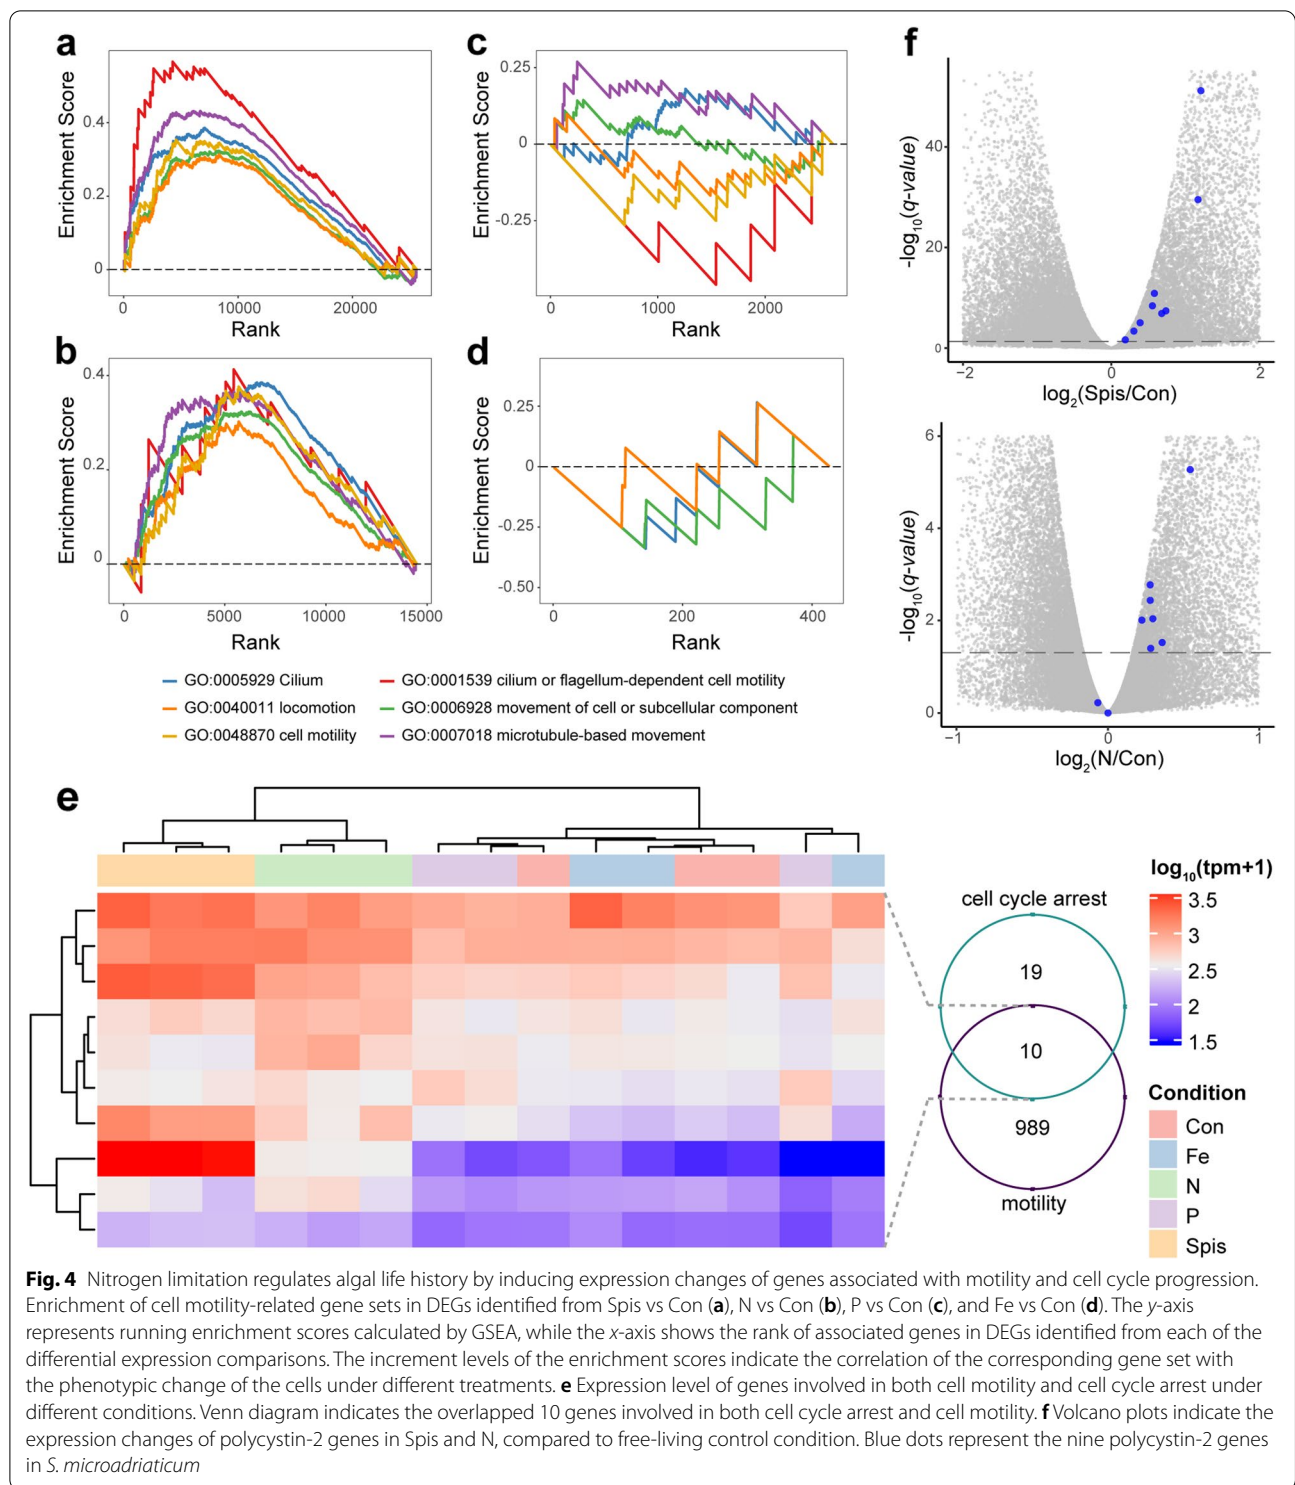 a
Enrichment Score
0.4
0.2
0
0
10000
20000
Rank
c
Enrichment Score
0.25
0
-0.25
0
1000
2000
Rank
f
-log10(q-value)
40
20
0
−2
0
2
log2(Spis/Con)
b
Enrichment Score
0.4
0.2
0
0
5000
10000
15000
Rank
d
Enrichment Score
0.25
0
-0.25
-0.50
0
200
400
Rank
-log10(q-value)
6
4
2
0
−1
0
1
log2(N/Con)
GO:0005929 Cilium
GO:0001539 cilium or flagellum-dependent cell motility
GO:0040011 locomotion
GO:0006928 movement of cell or subcellular component
GO:0048870 cell motility
GO:0007018 microtubule-based movement
e
cell cycle arrest
19
10
989
motility
log10(tpm+1)
3.5
3
2.5
2
1.5
Condition
Con
Fe
N
P
Spis
Fig. 4 Nitrogen limitation regulates algal life history by inducing expression changes of genes associated with motility and cell cycle progression.
Enrichment of cell motility-related gene sets in DEGs identified from Spis vs Con (a), N vs Con (b), P vs Con (c), and Fe vs Con (d). The y-axis
represents running enrichment scores calculated by GSEA, while the x-axis shows the rank of associated genes in DEGs identified from each of the
differential expression comparisons. The increment levels of the enrichment scores indicate the correlation of the corresponding gene set with
the phenotypic change of the cells under different treatments. e Expression level of genes involved in both cell motility and cell cycle arrest under
different conditions. Venn diagram indicates the overlapped 10 genes involved in both cell cycle arrest and cell motility. f Volcano plots indicate the
expression changes of polycystin-2 genes in Spis and N, compared to free-living control condition. Blue dots represent the nine polycystin-2 genes
in S. microadriaticum